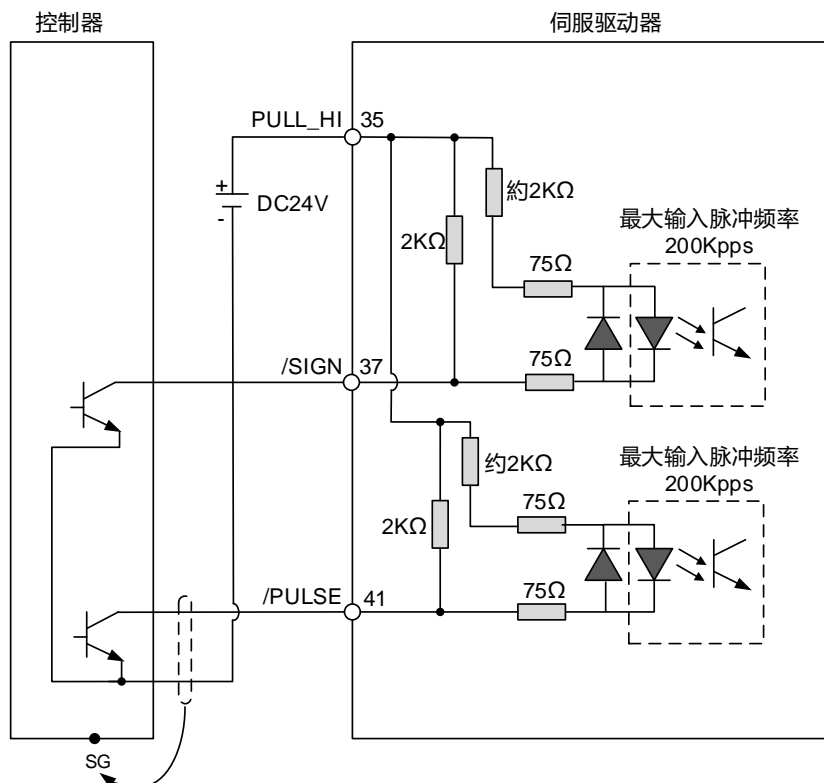 控制器
伺服驱动器
PULL_HI
35
+
-
DC24V
約2KΩ
2KΩ
最大输入脉冲频率
200Kpps
75Ω
75Ω
/SIGN
37
约2KΩ
2KΩ
最大输入脉冲频率
200Kpps
75Ω
75Ω
/PULSE
41
SG